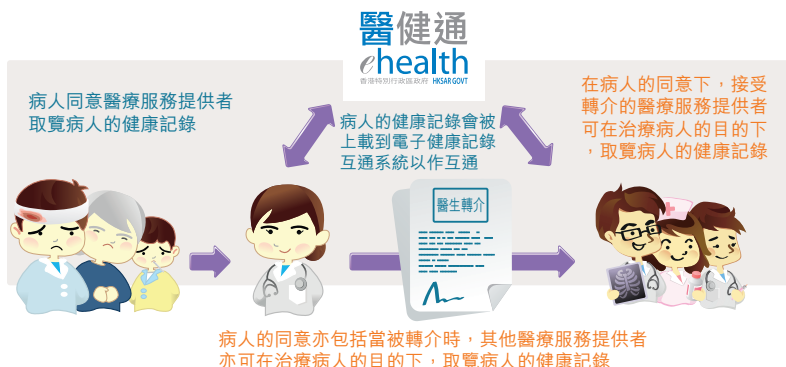 醫健通
ehealth
香港特別行政區政府 HKSAR GOVT
病人同意醫療服務提供者
取覽病人的健康記錄
病人的健康記錄會被
上載到電子健康記錄
互通系統以作互通
在病人的同意下，接受
轉介的醫療服務提供者
可在治療病人的目的下
，取覽病人的健康記錄
醫生轉介
病人的同意亦包括當被轉介時，其他醫療服務提供者
亦可在治療病人的目的下，取覽病人的健康記錄